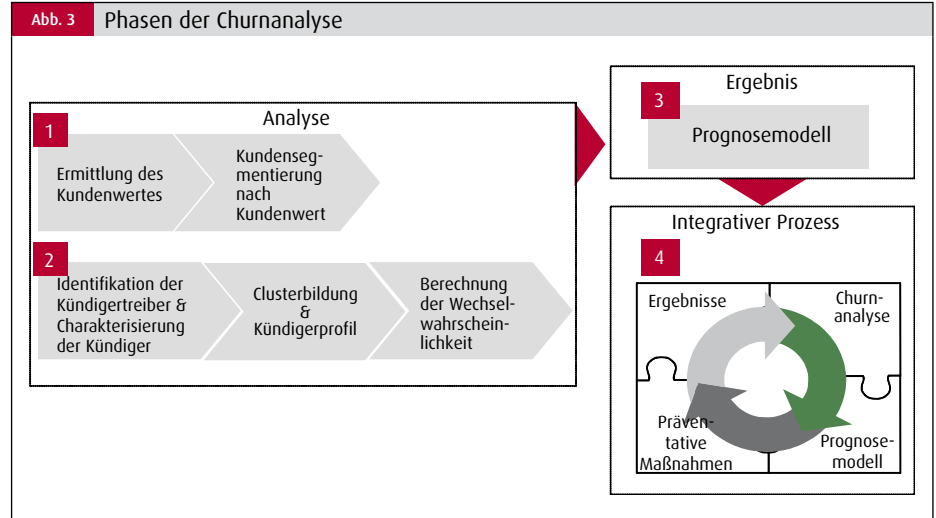 Abb. 3 Phasen der Churnanalyse
Analyse
1
Ermittlung des
Kundenwertes
Kundenseg-
mentierung
nach
Kundenwert
2
Identifikation der
Kündigertreiber &
Charakterisierung
der Kündiger
Clusterbildung
&
Kündigerprofil
Berechnung
der Wechsel-
wahrschein-
lichkeit
Ergebnis
3
Prognosemodell
Integrativer Prozess
4
Ergebnisse
Churn-
analyse
Präven-
tative
Maßnahmen
Prognose-
modell